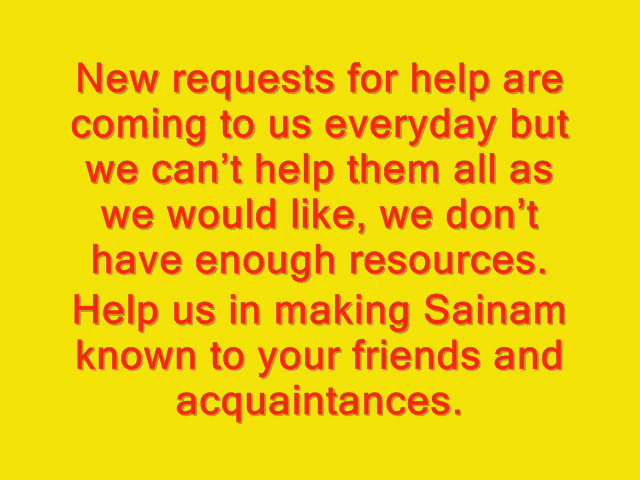 New requests for help are
coming to us everyday but
we can’t help them all as
we would like, we don’t
have enough resources.
Help us in making Sainam
known to your friends and
acquaintances.